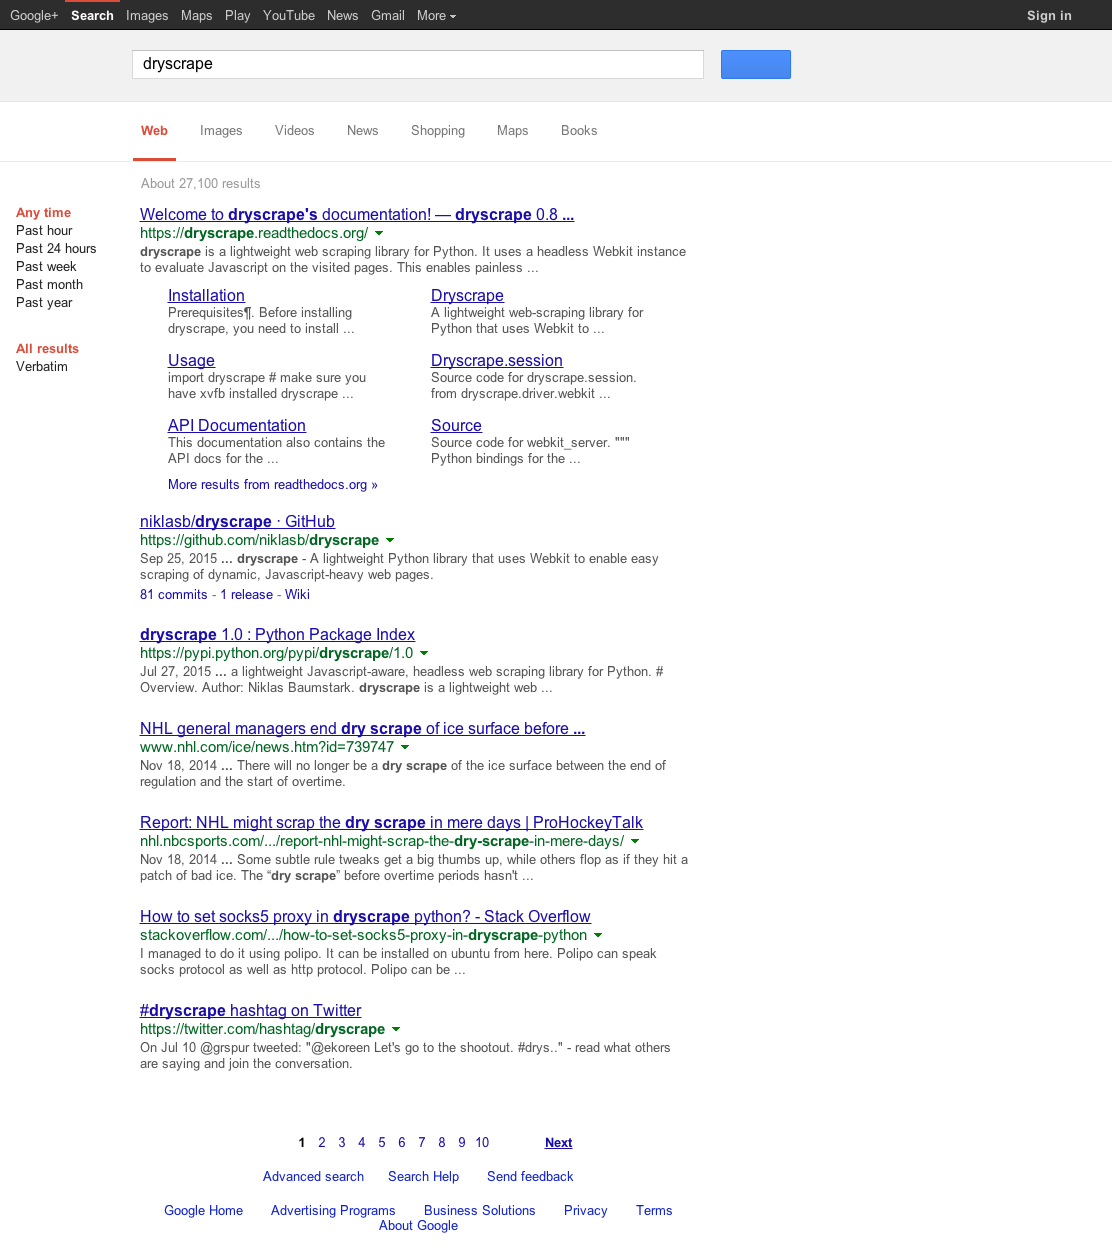 Google+ Search Images Maps Play YouTube News Gmail More Sign in
dryscrape
Web Images Videos News Shopping Maps Books
About 27,100 results
Any time
Past hour
Past 24 hours
Past week
Past month
Past year
All results
Verbatim
Welcome to dryscrape's documentation! — dryscrape 0.8 ...
https://dryscrape.readthedocs.org/
dryscrape is a lightweight web scraping library for Python. It uses a headless Webkit instance
to evaluate Javascript on the visited pages. This enables painless ...
Installation
Prerequisites¶. Before installing
dryscrape, you need to install ...
Dryscrape
A lightweight web-scraping library for
Python that uses Webkit to ...
Usage
import dryscrape # make sure you
have xvfb installed dryscrape ...
Dryscrape.session
Source code for dryscrape.session.
from dryscrape.driver.webkit ...
API Documentation
This documentation also contains the
API docs for the ...
Source
Source code for webkit_server. """
Python bindings for the ...
More results from readthedocs.org »
niklasb/dryscrape · GitHub
https://github.com/niklasb/dryscrape
Sep 25, 2015 ... dryscrape - A lightweight Python library that uses Webkit to enable easy
scraping of dynamic, Javascript-heavy web pages.
81 commits - 1 release - Wiki
dryscrape 1.0 : Python Package Index
https://pypi.python.org/pypi/dryscrape/1.0
Jul 27, 2015 ... a lightweight Javascript-aware, headless web scraping library for Python. #
Overview. Author: Niklas Baumstark. dryscrape is a lightweight web ...
NHL general managers end dry scrape of ice surface before ...
www.nhl.com/ice/news.htm?id=739747
Nov 18, 2014 ... There will no longer be a dry scrape of the ice surface between the end of
regulation and the start of overtime.
Report: NHL might scrap the dry scrape in mere days | ProHockeyTalk
nhl.nbcsports.com/.../report-nhl-might-scrap-the-dry-scrape-in-mere-days/
Nov 18, 2014 ... Some subtle rule tweaks get a big thumbs up, while others flop as if they hit a
patch of bad ice. The “dry scrape” before overtime periods hasn't ...
How to set socks5 proxy in dryscrape python? - Stack Overflow
stackoverflow.com/.../how-to-set-socks5-proxy-in-dryscrape-python
I managed to do it using polipo. It can be installed on ubuntu from here. Polipo can speak
socks protocol as well as http protocol. Polipo can be ...
#dryscrape hashtag on Twitter
https://twitter.com/hashtag/dryscrape
On Jul 10 @grspur tweeted: "@ekoreen Let's go to the shootout. #drys.." - read what others
are saying and join the conversation.
1 2 3 4 5 6 7 8 9 10 Next
Advanced search Search Help Send feedback
Google Home Advertising Programs Business Solutions Privacy Terms
About Google